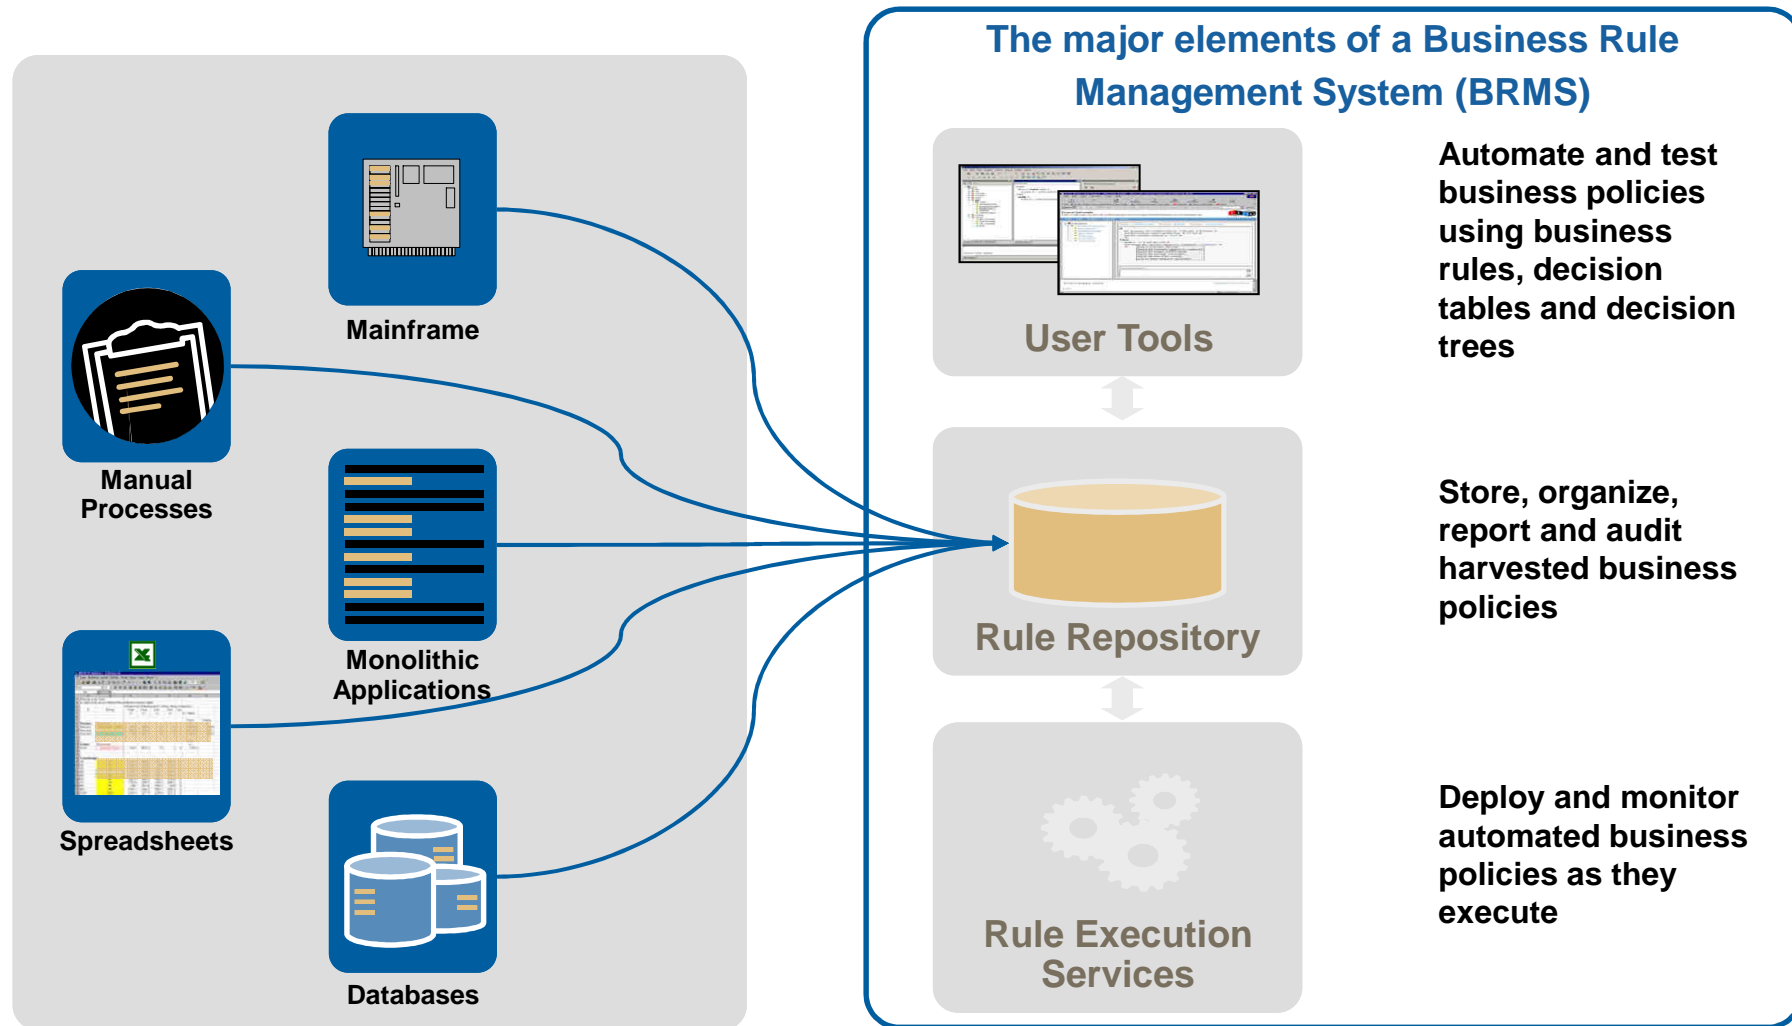 The major elements of a Business Rule
Management System (BRMS)
Mainframe
Manual
Processes
Monolithic
Applications
Spreadsheets
Databases
User Tools
Automate and test
business policies
using business
rules, decision
tables and decision
trees
Rule Repository
Store, organize,
report and audit
harvested business
policies
Rule Execution
Services
Deploy and monitor
automated business
policies as they
execute